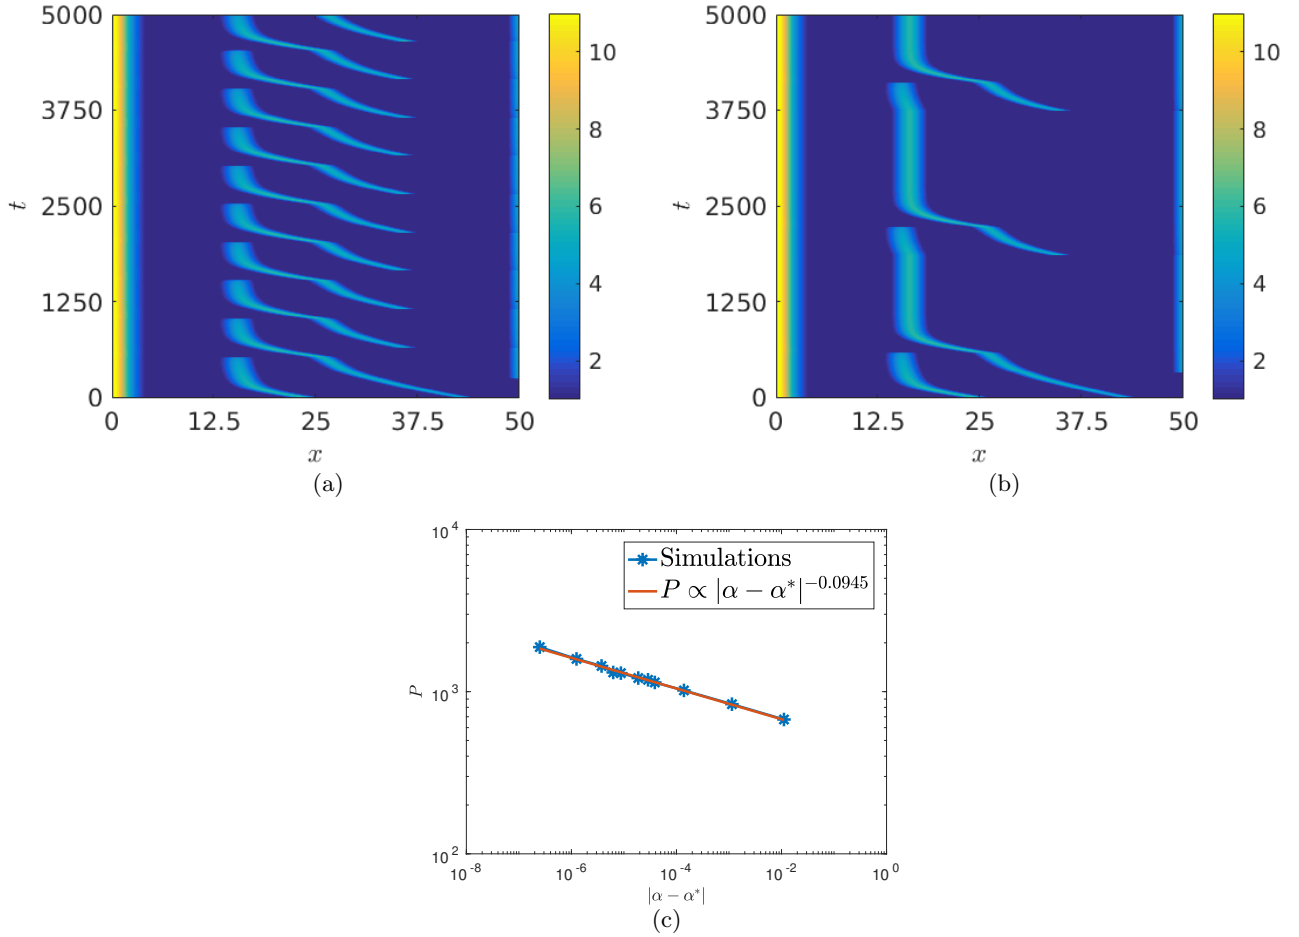 5000
3750
2500
1250
0
t
0 12.5 25 37.5 50
x
10
8
6
4
2
(a)
5000
3750
2500
1250
0
t
0 12.5 25 37.5 50
x
10
8
6
4
2
(b)
10^4
10^3
10^2
P
Simulations
P ∝ |α − α*|^{−0.0945}
10^-8 10^-6 10^-4 10^-2 10^0
|α − α*|
(c)